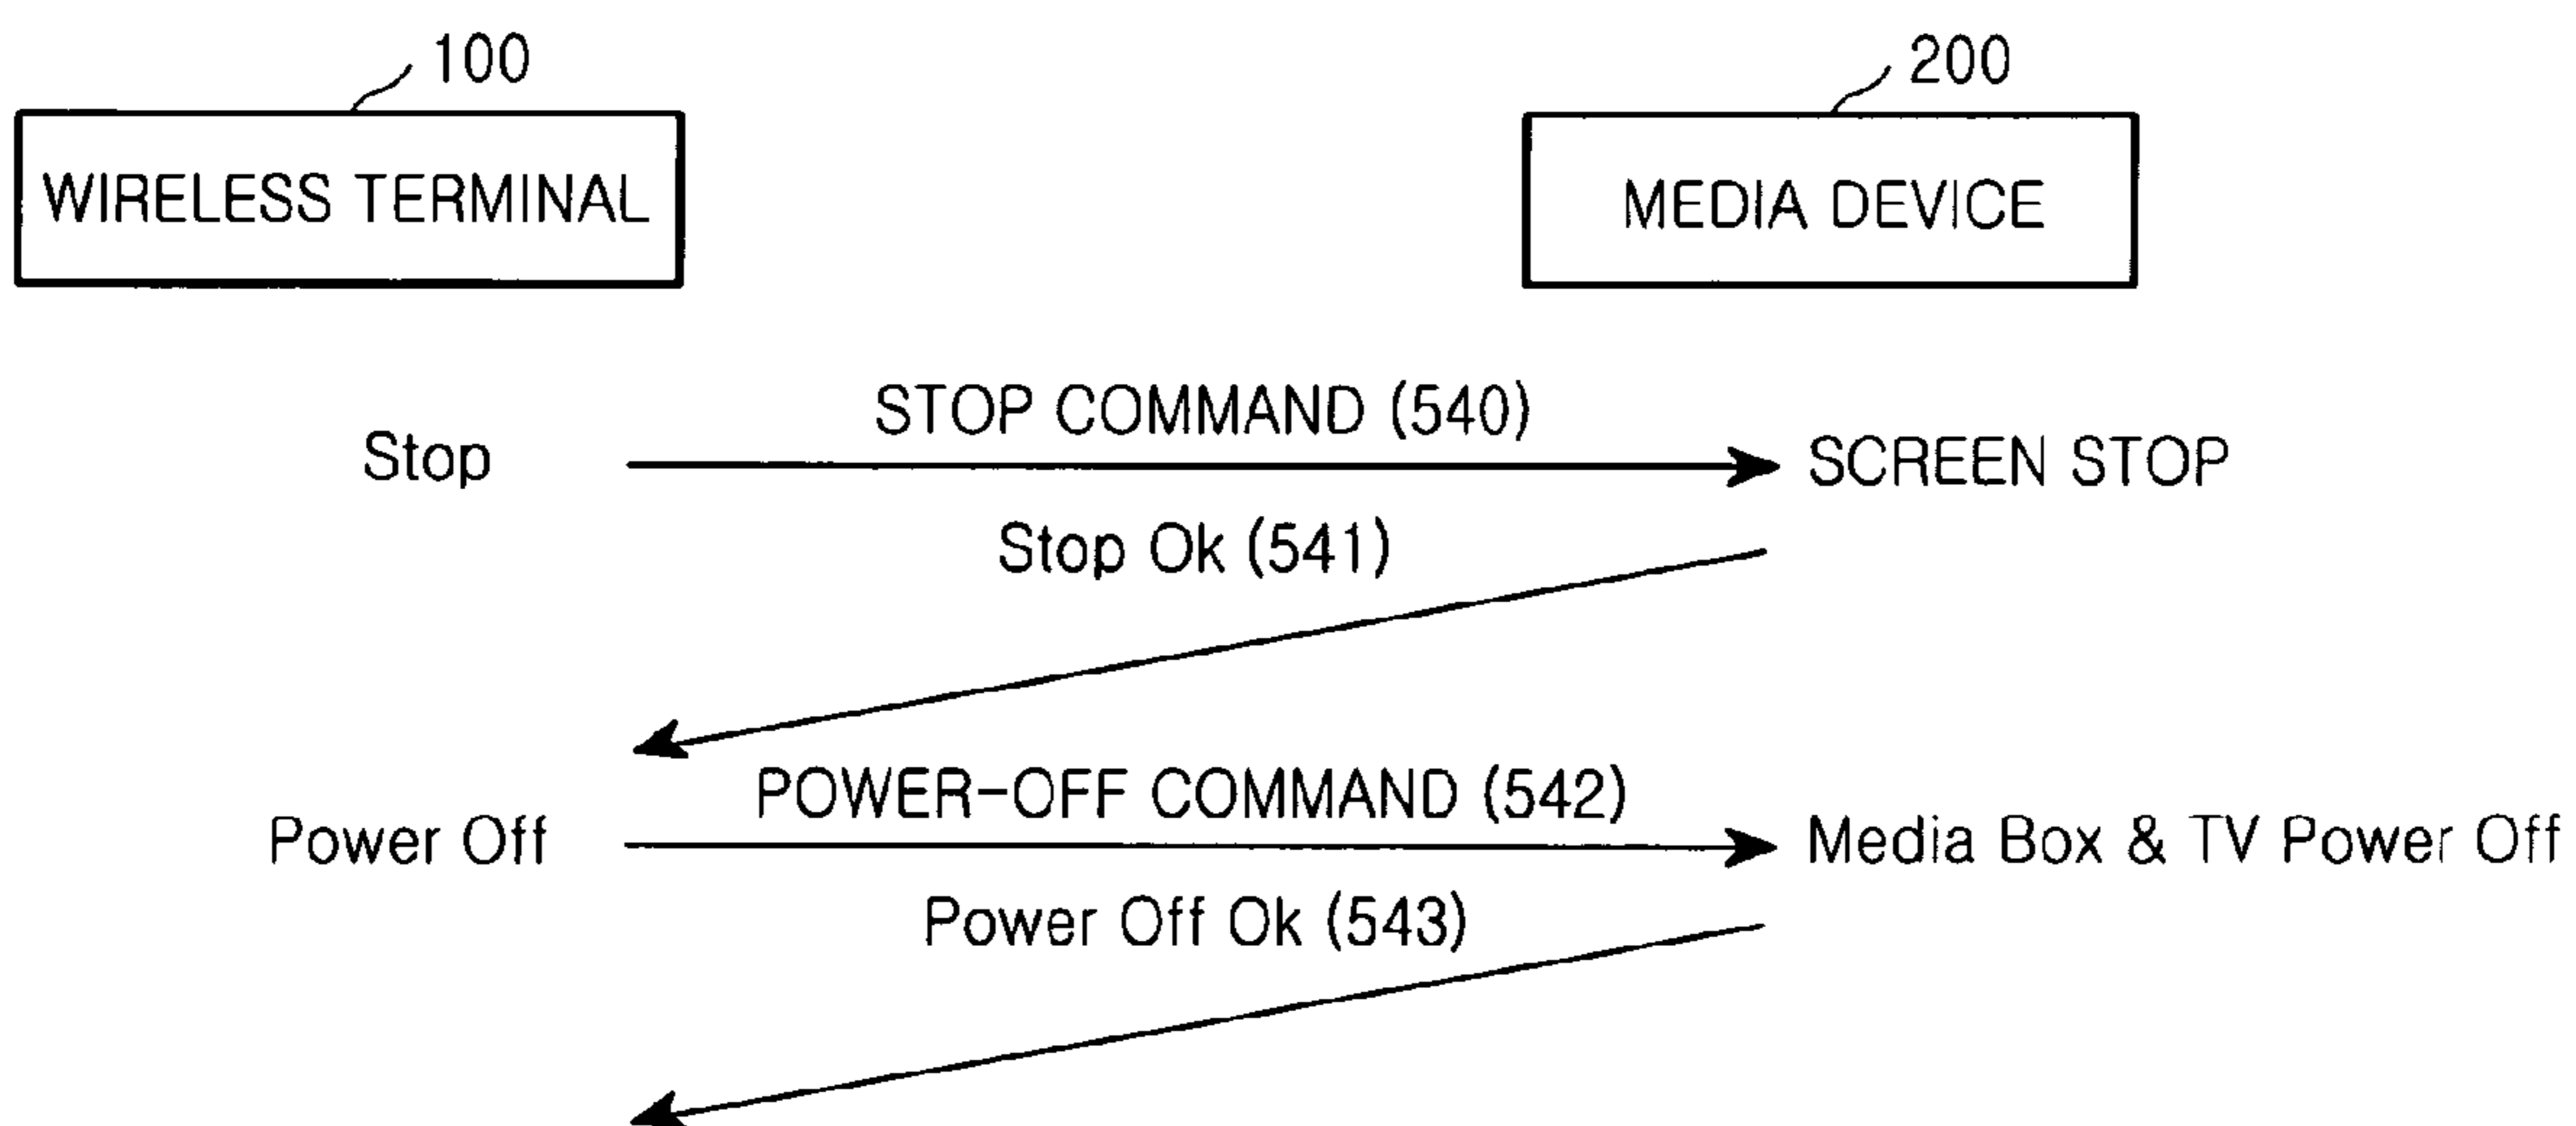 100
200
WIRELESS TERMINAL
MEDIA DEVICE
STOP COMMAND (540)
Stop
SCREEN STOP
Stop Ok (541)
POWER-OFF COMMAND (542)
Power Off
Media Box & TV Power Off
Power Off Ok (543)